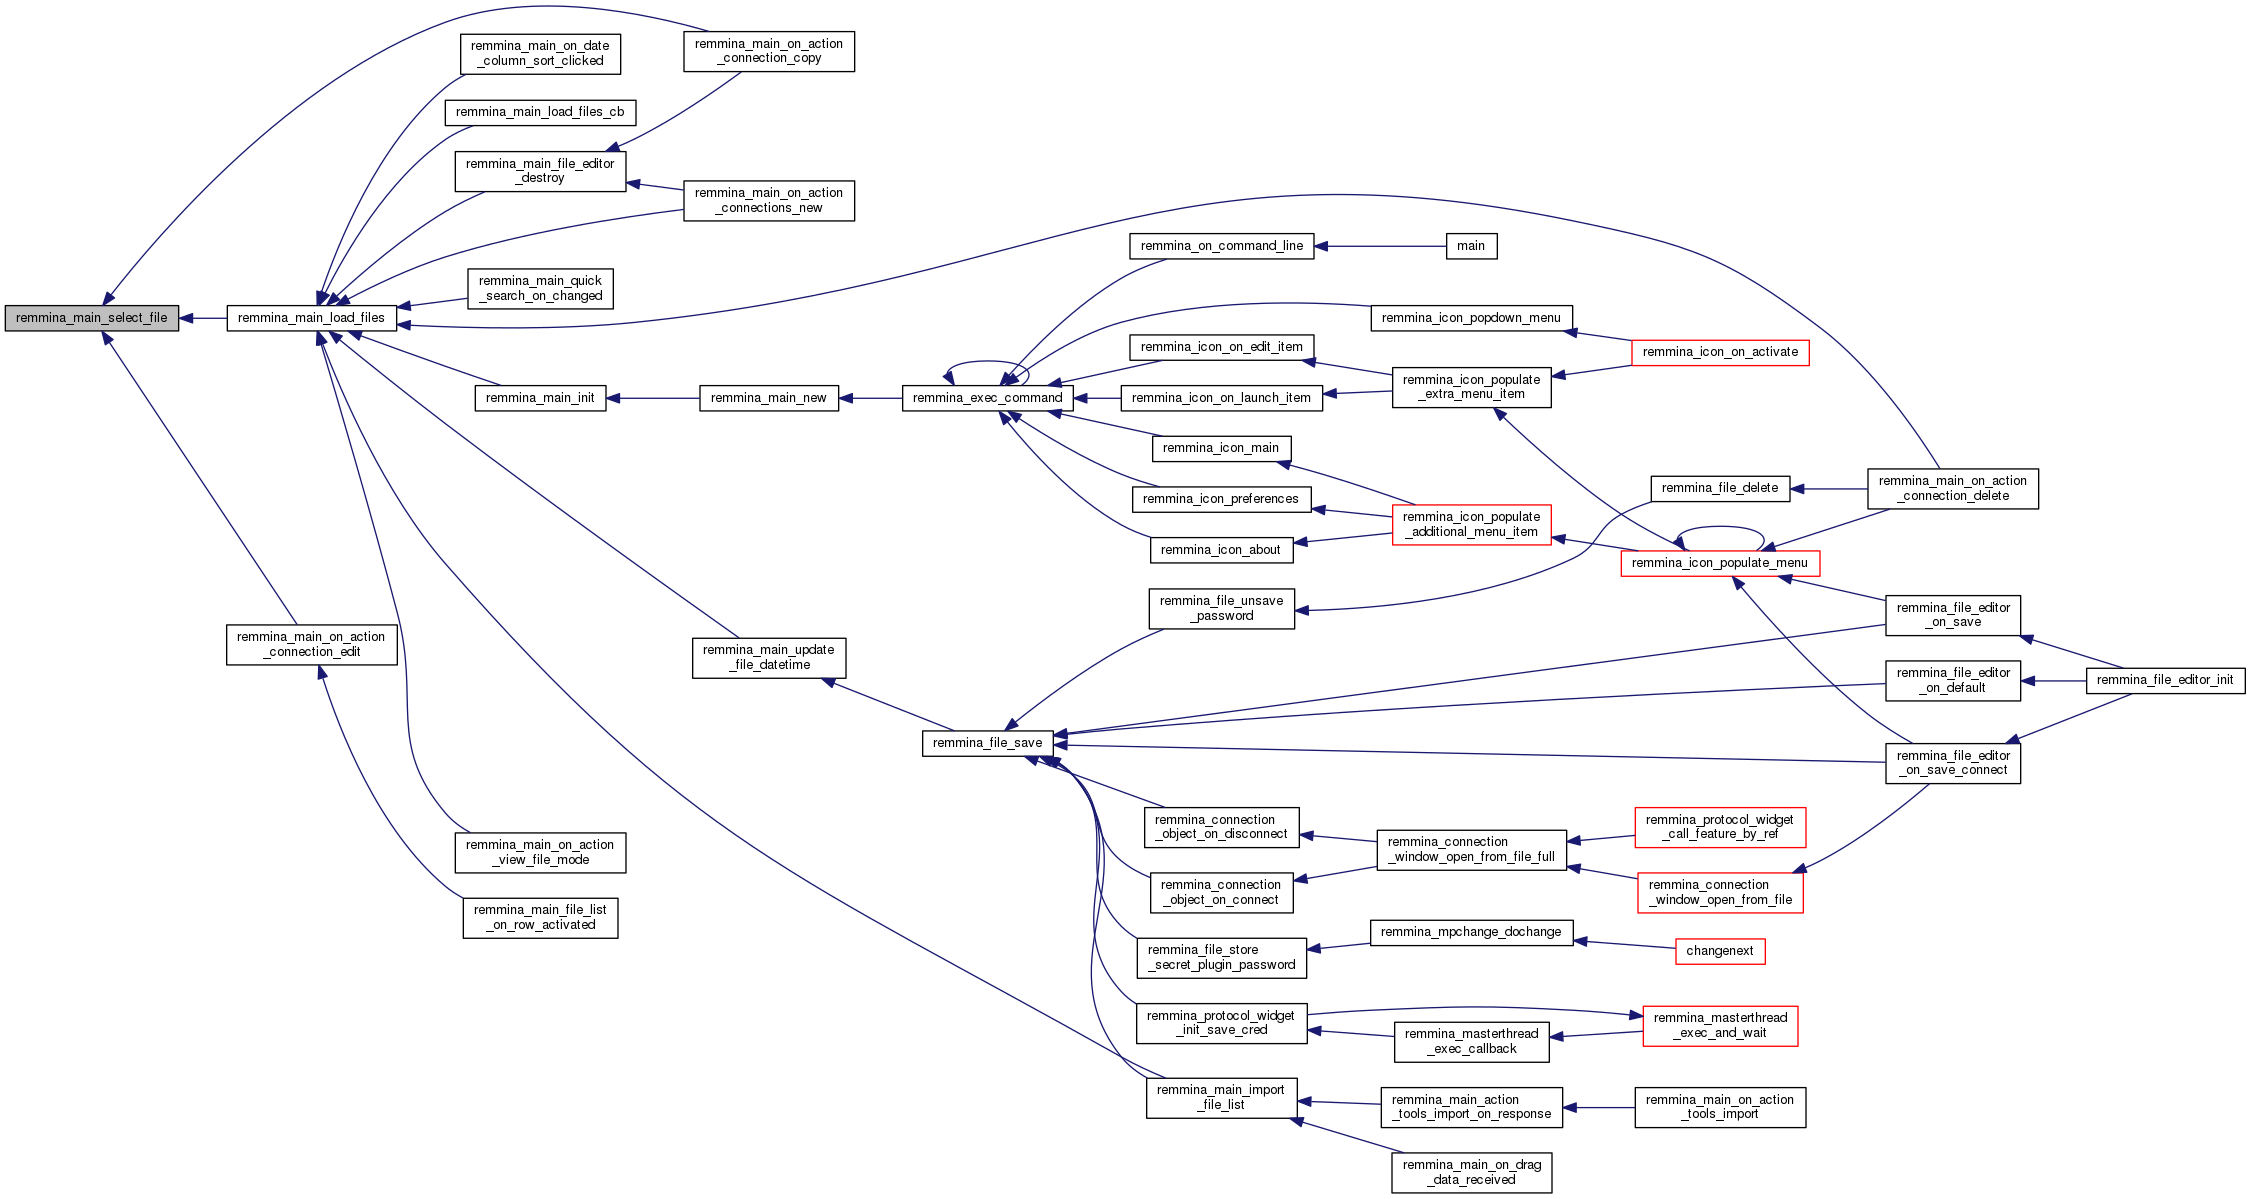 remmina_main_select_file
remmina_main_load_files
remmina_main_on_action
_connection_edit
remmina_main_on_date
_column_sort_clicked
remmina_main_load_files_cb
remmina_main_file_editor
_destroy
remmina_main_quick
_search_on_changed
remmina_main_init
remmina_main_on_action
_view_file_mode
remmina_main_file_list
_on_row_activated
remmina_main_on_action
_connection_copy
remmina_main_on_action
_connections_new
remmina_main_new
remmina_main_update
_file_datetime
remmina_exec_command
remmina_file_save
remmina_on_command_line
remmina_icon_on_edit_item
remmina_icon_on_launch_item
remmina_icon_main
remmina_icon_preferences
remmina_icon_about
remmina_file_unsave
_password
remmina_connection
_object_on_disconnect
remmina_connection
_object_on_connect
remmina_file_store
_secret_plugin_password
remmina_protocol_widget
_init_save_cred
remmina_main_import
_file_list
main
remmina_icon_popdown_menu
remmina_icon_populate
_extra_menu_item
remmina_icon_populate
_additional_menu_item
remmina_connection
_window_open_from_file_full
remmina_mpchange_dochange
remmina_masterthread
_exec_callback
remmina_main_action
_tools_import_on_response
remmina_main_on_drag
_data_received
remmina_icon_on_activate
remmina_file_delete
remmina_icon_populate_menu
remmina_protocol_widget
_call_feature_by_ref
remmina_connection
_window_open_from_file
changenext
remmina_masterthread
_exec_and_wait
remmina_main_on_action
_tools_import
remmina_main_on_action
_connection_delete
remmina_file_editor
_on_save
remmina_file_editor
_on_default
remmina_file_editor
_on_save_connect
remmina_file_editor_init